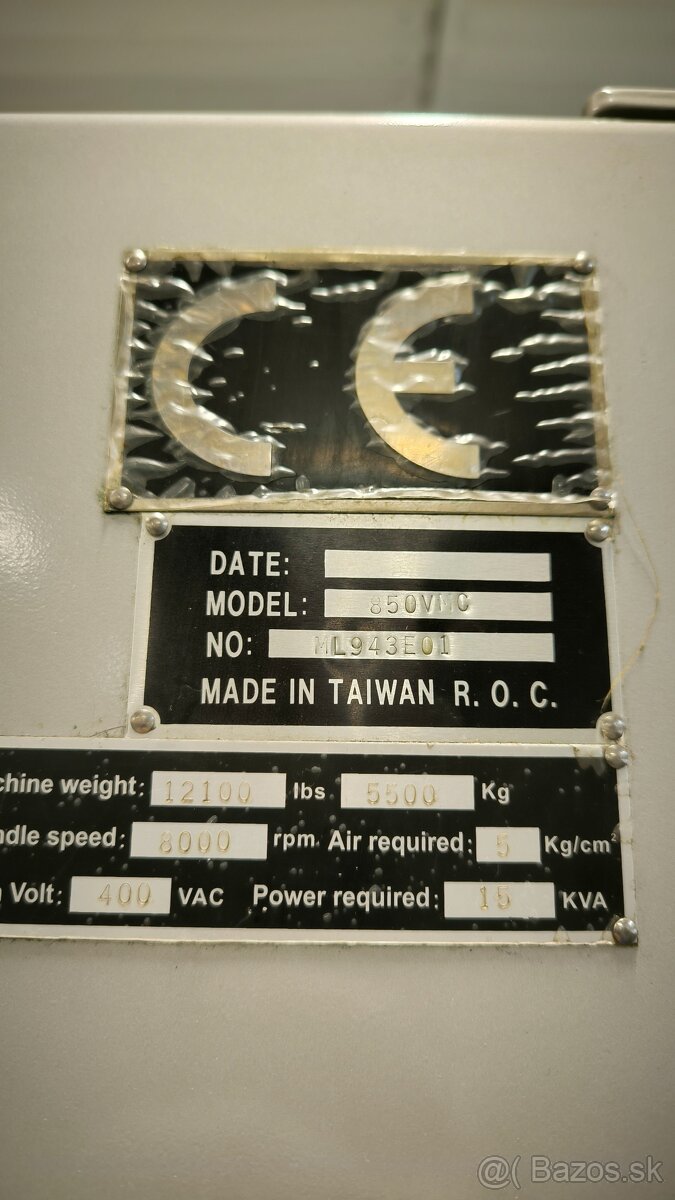 CE
DATE:
MODEL: 850VMC
NO: ML943E01
MADE IN TAIWAN R. O. C.
chine weight: 12100 lbs 5500 Kg
ndle speed: 8000 rpm Air required: 5 Kg/cm²
Volt: 400 VAC Power required: 15 KVA
@( Bazos.sk